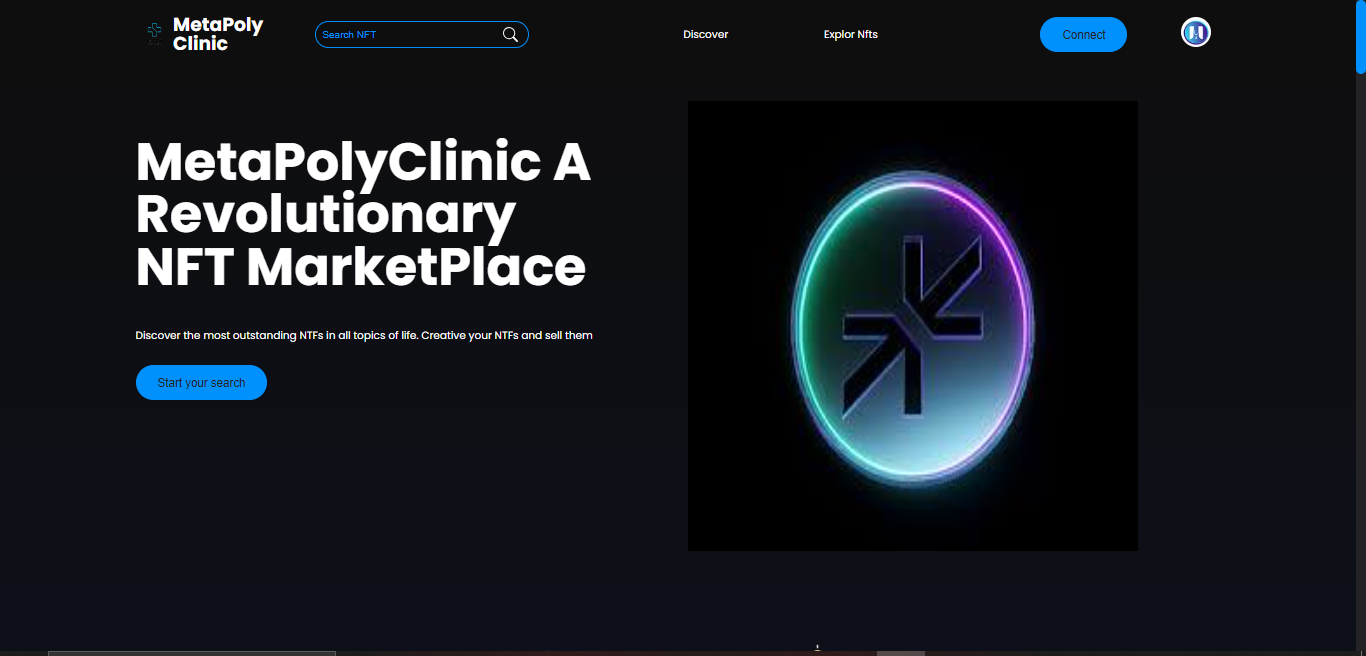 MetaPoly
Clinic
Search NFT
Discover
Explor Nfts
Connect
MetaPolyClinic A
Revolutionary
NFT MarketPlace
Discover the most outstanding NTFs in all topics of life. Creative your NTFs and sell them
Start your search